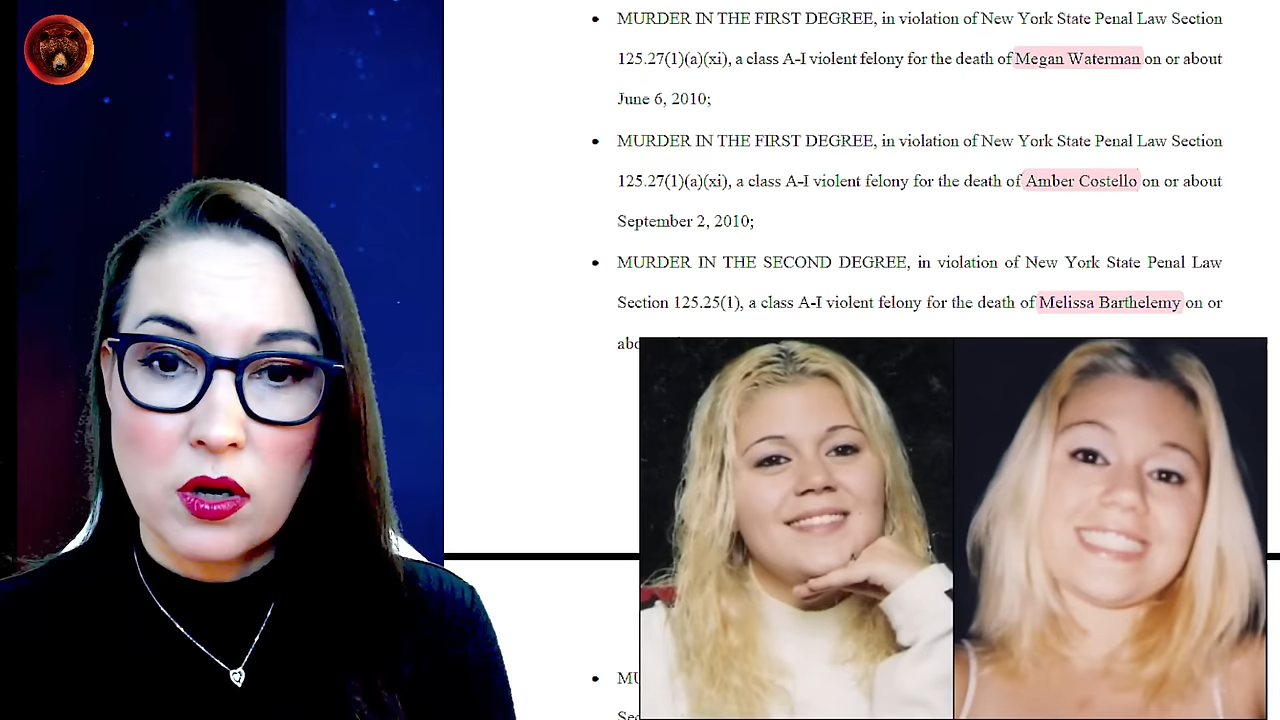 MURDER IN THE FIRST DEGREE, in violation of New York State Penal Law Section
125.27(1)(a)(xi), a class A-I violent felony for the death of Megan Waterman on or about
June 6, 2010;
MURDER IN THE FIRST DEGREE, in violation of New York State Penal Law Section
125.27(1)(a)(xi), a class A-I violent felony for the death of Amber Costello on or about
September 2, 2010;
MURDER IN THE SECOND DEGREE, in violation of New York State Penal Law
Section 125.25(1), a class A-I violent felony for the death of Melissa Barthelemy on or